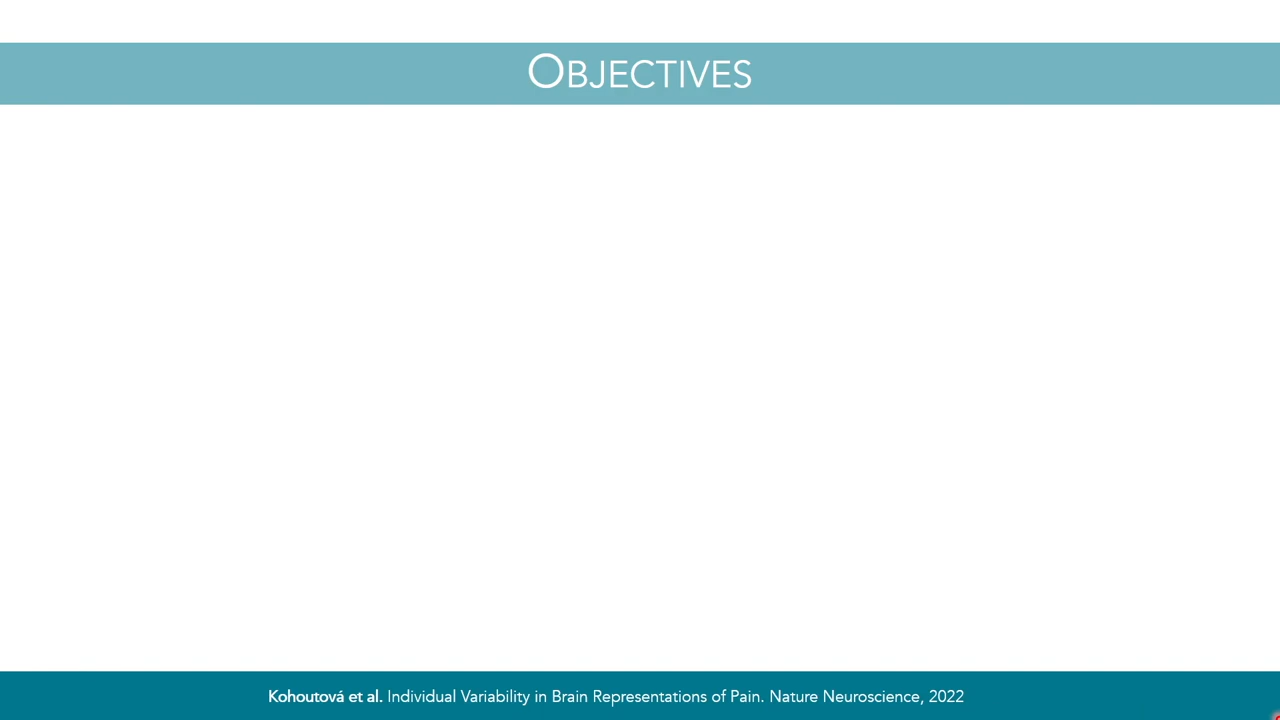 OBJECTIVES
Kohoutová et al. Individual Variability in Brain Representations of Pain. Nature Neuroscience, 2022